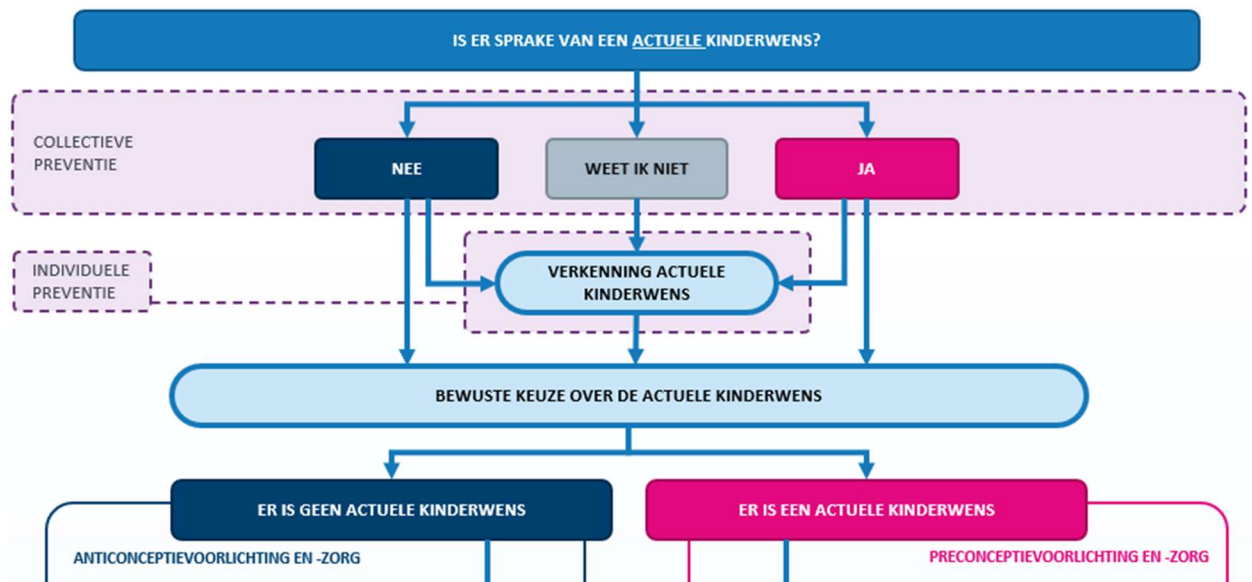 IS ER SPRAKE VAN EEN ACTUELE KINDERWENS?
COLLECTIEVE
PREVENTIE
NEE
WEET IK NIET
JA
INDIVIDUELE
PREVENTIE
VERKENNING ACTUELE
KINDERWENS
BEWUSTE KEUZE OVER DE ACTUELE KINDERWENS
ER IS GEEN ACTUELE KINDERWENS
ER IS EEN ACTUELE KINDERWENS
ANTICONCEPTIEVOORLICHTING EN -ZORG
PRECONCEPTIEVOORLICHTING EN -ZORG